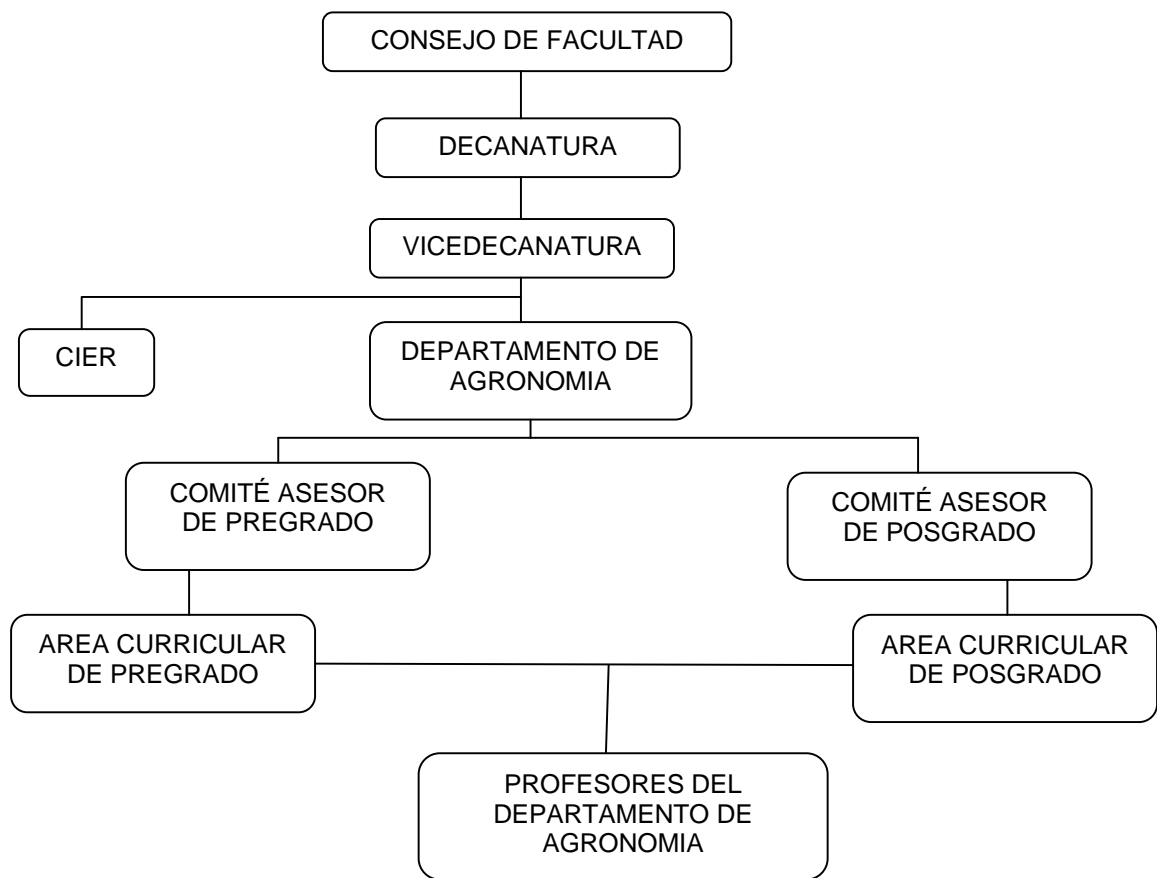 CONSEJO DE FACULTAD
DECANATURA
VICEDECANATURA
CIER
DEPARTAMENTO DE
AGRONOMIA
COMITÉ ASESOR
DE PREGRADO
COMITÉ ASESOR
DE POSGRADO
AREA CURRICULAR
DE PREGRADO
AREA CURRICULAR
DE POSGRADO
PROFESORES DEL
DEPARTAMENTO DE
AGRONOMIA